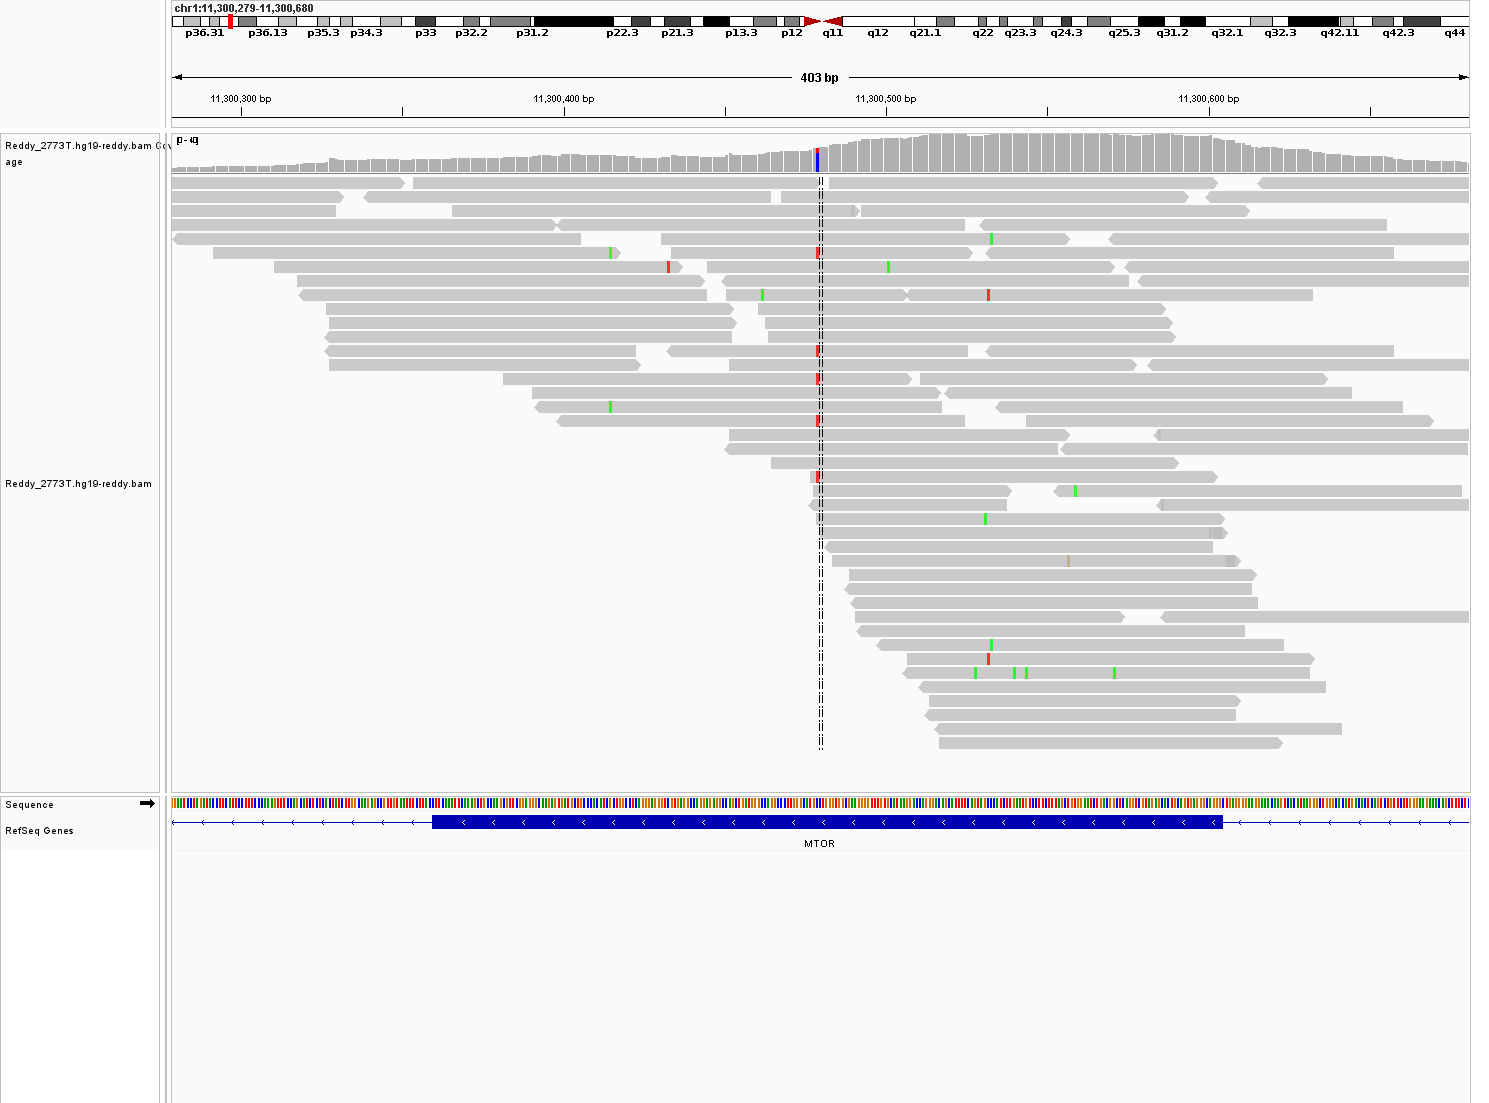 chr1:11,300,279-11,300,680
p36.31 p36.13 p35.3 p34.3 p33 p32.2 p31.2 p22.3 p21.3 p13.3 p12 q11 q12 q21.1 q22 q23.3 q24.3 q25.3 q31.2 q32.1 q32.3 q42.11 q42.3 q44
403 bp
11,300,300 bp 11,300,400 bp 11,300,500 bp 11,300,600 bp
Reddy_2773T.hg19-reddy.bam Cov
age
Reddy_2773T.hg19-reddy.bam
Sequence
RefSeq Genes
MTOR